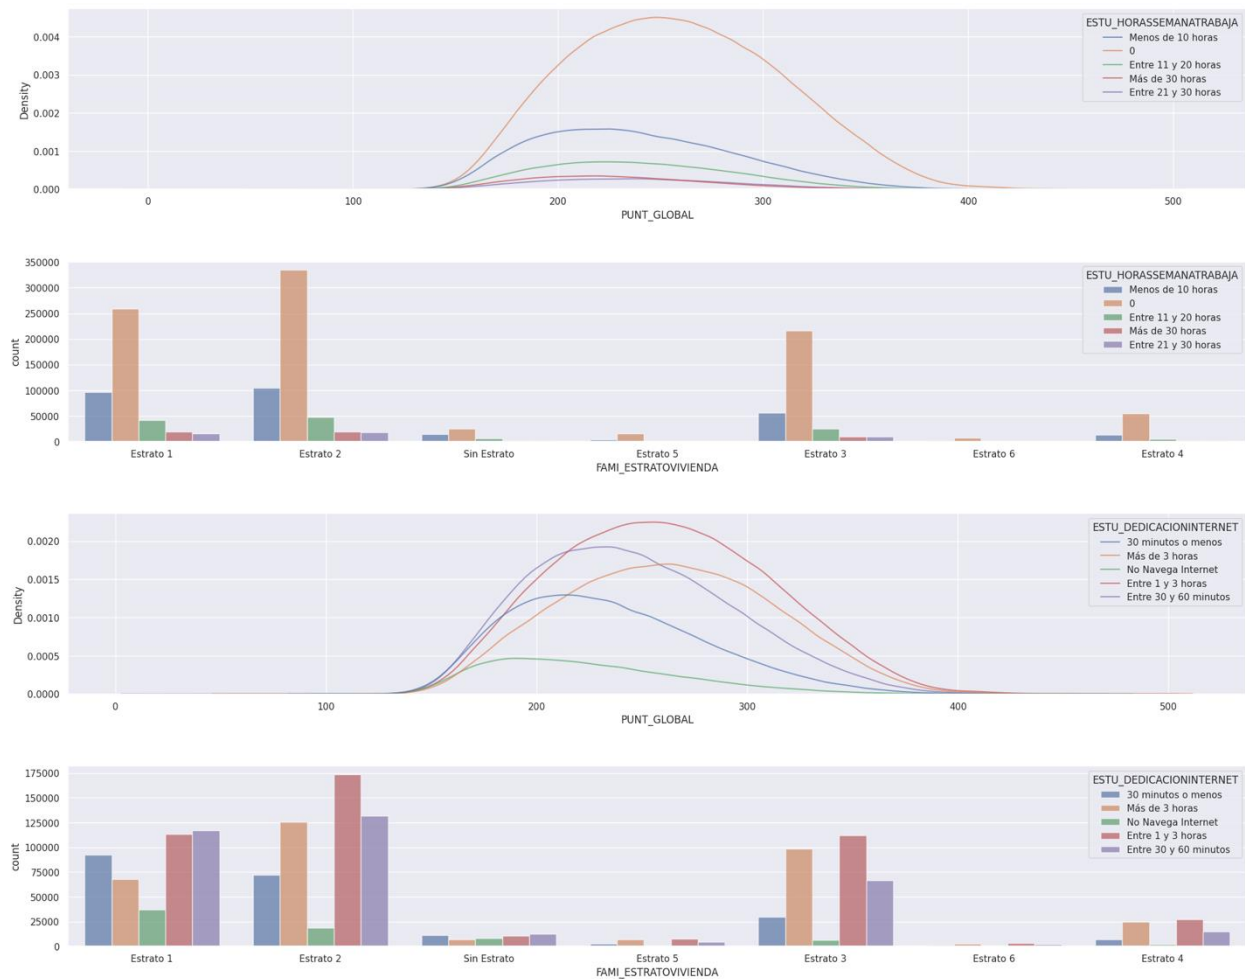 ESTU_HORASSEMANATRABAJA
Menos de 10 horas
0
Entre 11 y 20 horas
Más de 30 horas
Entre 21 y 30 horas
Density
0.004
0.003
0.002
0.001
0.000
0 100 200 300 400 500
PUNT_GLOBAL
ESTU_HORASSEMANATRABAJA
Menos de 10 horas
0
Entre 11 y 20 horas
Más de 30 horas
Entre 21 y 30 horas
count
350000
300000
250000
200000
150000
100000
50000
0
Estrato 1 Estrato 2 Sin Estrato Estrato 5 Estrato 3 Estrato 6 Estrato 4
FAMI_ESTRATOVIVIENDA
ESTU_DEDICACIONINTERNET
30 minutos o menos
Más de 3 horas
No Navega Internet
Entre 1 y 3 horas
Entre 30 y 60 minutos
Density
0.0020
0.0015
0.0010
0.0005
0.0000
0 100 200 300 400 500
PUNT_GLOBAL
ESTU_DEDICACIONINTERNET
30 minutos o menos
Más de 3 horas
No Navega Internet
Entre 1 y 3 horas
Entre 30 y 60 minutos
count
175000
150000
125000
100000
75000
50000
25000
0
Estrato 1 Estrato 2 Sin Estrato Estrato 5 Estrato 3 Estrato 6 Estrato 4
FAMI_ESTRATOVIVIENDA